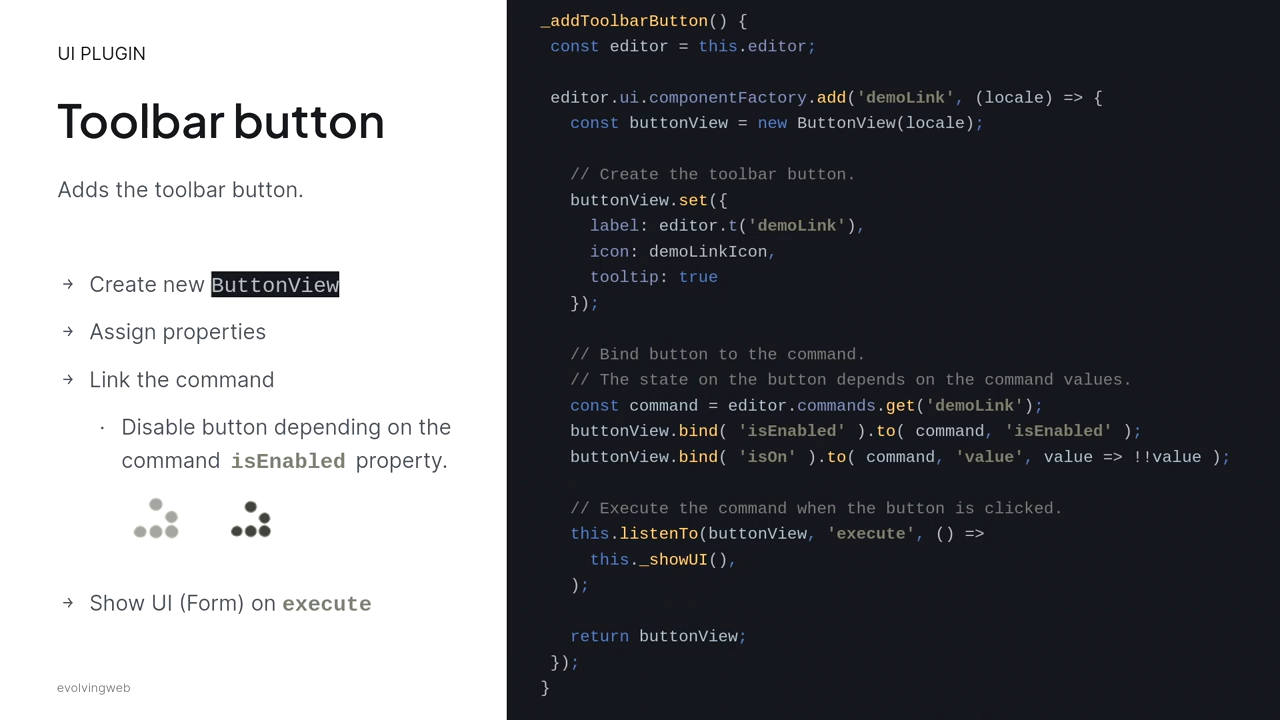 UI PLUGIN
Toolbar button
Adds the toolbar button.
→ Create new ButtonView
→ Assign properties
→ Link the command
· Disable button depending on the
command isEnabled property.
→ Show UI (Form) on execute
evolvingweb
_addToolbarButton() {
const editor = this.editor;
editor.ui.componentFactory.add('demoLink', (locale) => {
const buttonView = new ButtonView(locale);
// Create the toolbar button.
buttonView.set({
label: editor.t('demoLink'),
icon: demoLinkIcon,
tooltip: true
});
// Bind button to the command.
// The state on the button depends on the command values.
const command = editor.commands.get('demoLink');
buttonView.bind( 'isEnabled' ).to( command, 'isEnabled' );
buttonView.bind( 'isOn' ).to( command, 'value', value => !!value );
// Execute the command when the button is clicked.
this.listenTo(buttonView, 'execute', () =>
this._showUI(),
);
return buttonView;
});
}